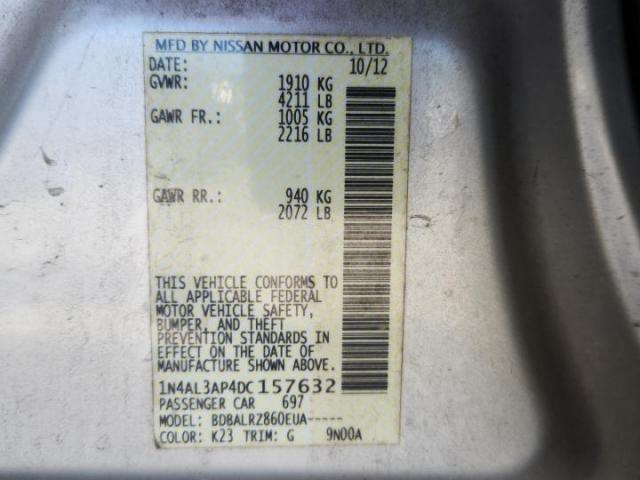 MFD BY NISSAN MOTOR CO., LTD.
DATE: 10/12
GVWR: 1910 KG
4211 LB
GAWR FR.: 1005 KG
2216 LB
GAWR RR.: 940 KG
2072 LB
THIS VEHICLE CONFORMS TO
ALL APPLICABLE FEDERAL
MOTOR VEHICLE SAFETY,
BUMPER, AND THEFT
PREVENTION STANDARDS IN
EFFECT ON THE DATE OF
MANUFACTURE SHOWN ABOVE.
1N4AL3AP4DC157632
PASSENGER CAR 697
MODEL: BDBALRZ860EUA-----
COLOR: K23 TRIM: G 9N00A